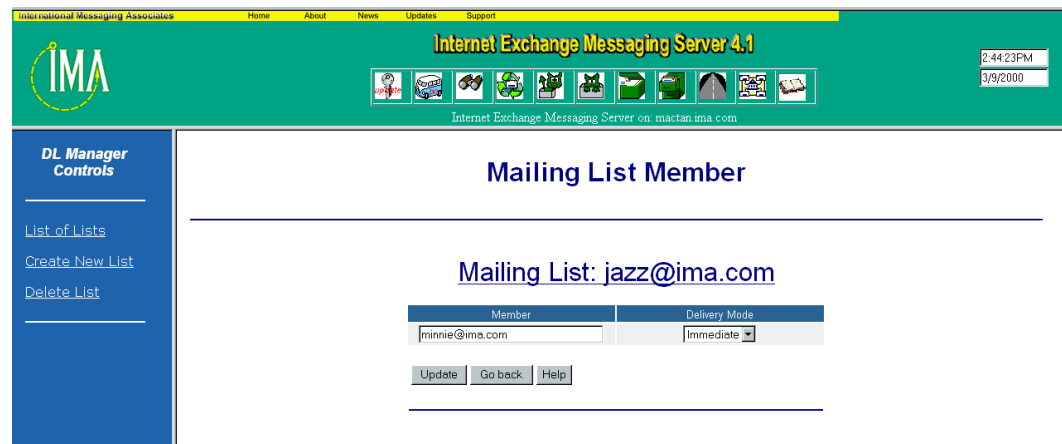 International Messaging Associates
Home About News Updates Support
IMA
Internet Exchange Messaging Server 4.1
update
Internet Exchange Messaging Server on: mactan.ima.com
2:44:23PM
3/9/2000
DL Manager
Controls
List of Lists
Create New List
Delete List
Mailing List Member
Mailing List: jazz@ima.com
Member Delivery Mode
minnie@ima.com Immediate
Update Go back Help